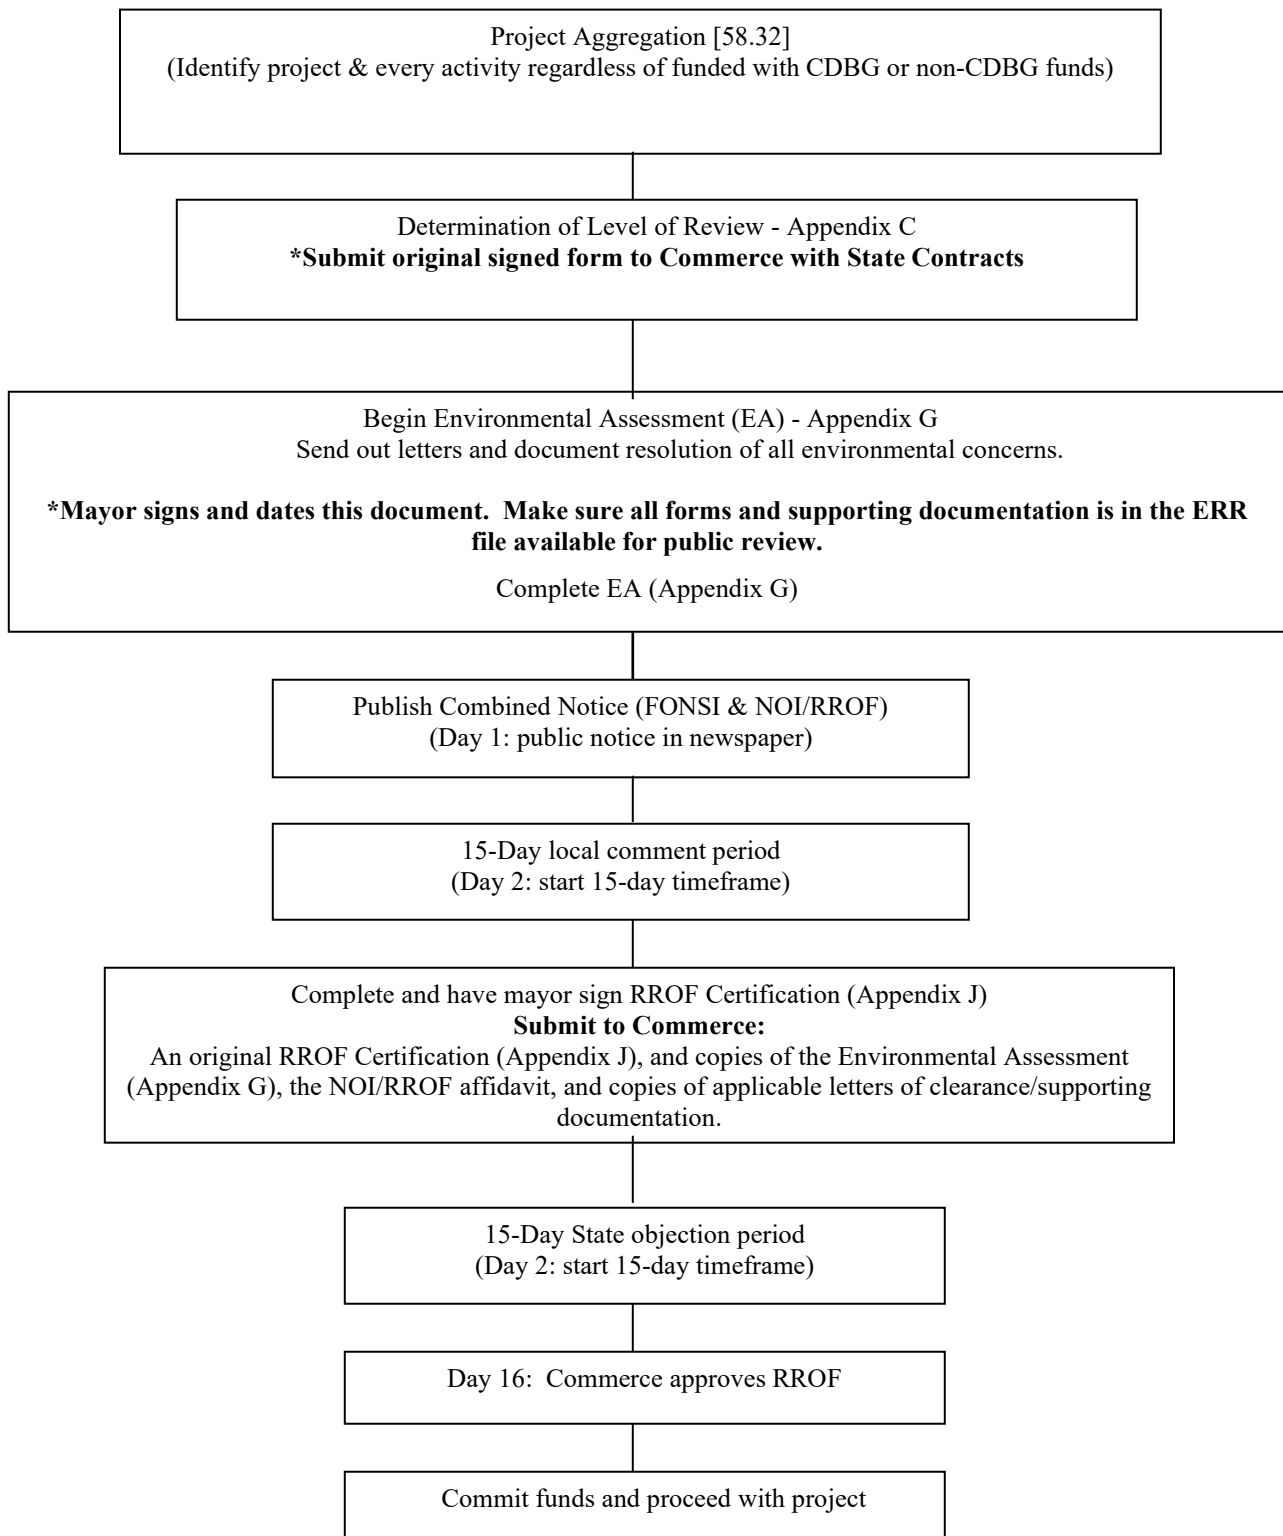 Project Aggregation [58.32]
(Identify project & every activity regardless of funded with CDBG or non-CDBG funds)
Determination of Level of Review - Appendix C
*Submit original signed form to Commerce with State Contracts
Begin Environmental Assessment (EA) - Appendix G
Send out letters and document resolution of all environmental concerns.
*Mayor signs and dates this document.  Make sure all forms and supporting documentation is in the ERR
file available for public review.
Complete EA (Appendix G)
Publish Combined Notice (FONSI & NOI/RROF)
(Day 1: public notice in newspaper)
15-Day local comment period
(Day 2: start 15-day timeframe)
Complete and have mayor sign RROF Certification (Appendix J)
Submit to Commerce:
An original RROF Certification (Appendix J), and copies of the Environmental Assessment
(Appendix G), the NOI/RROF affidavit, and copies of applicable letters of clearance/supporting
documentation.
15-Day State objection period
(Day 2: start 15-day timeframe)
Day 16:  Commerce approves RROF
Commit funds and proceed with project